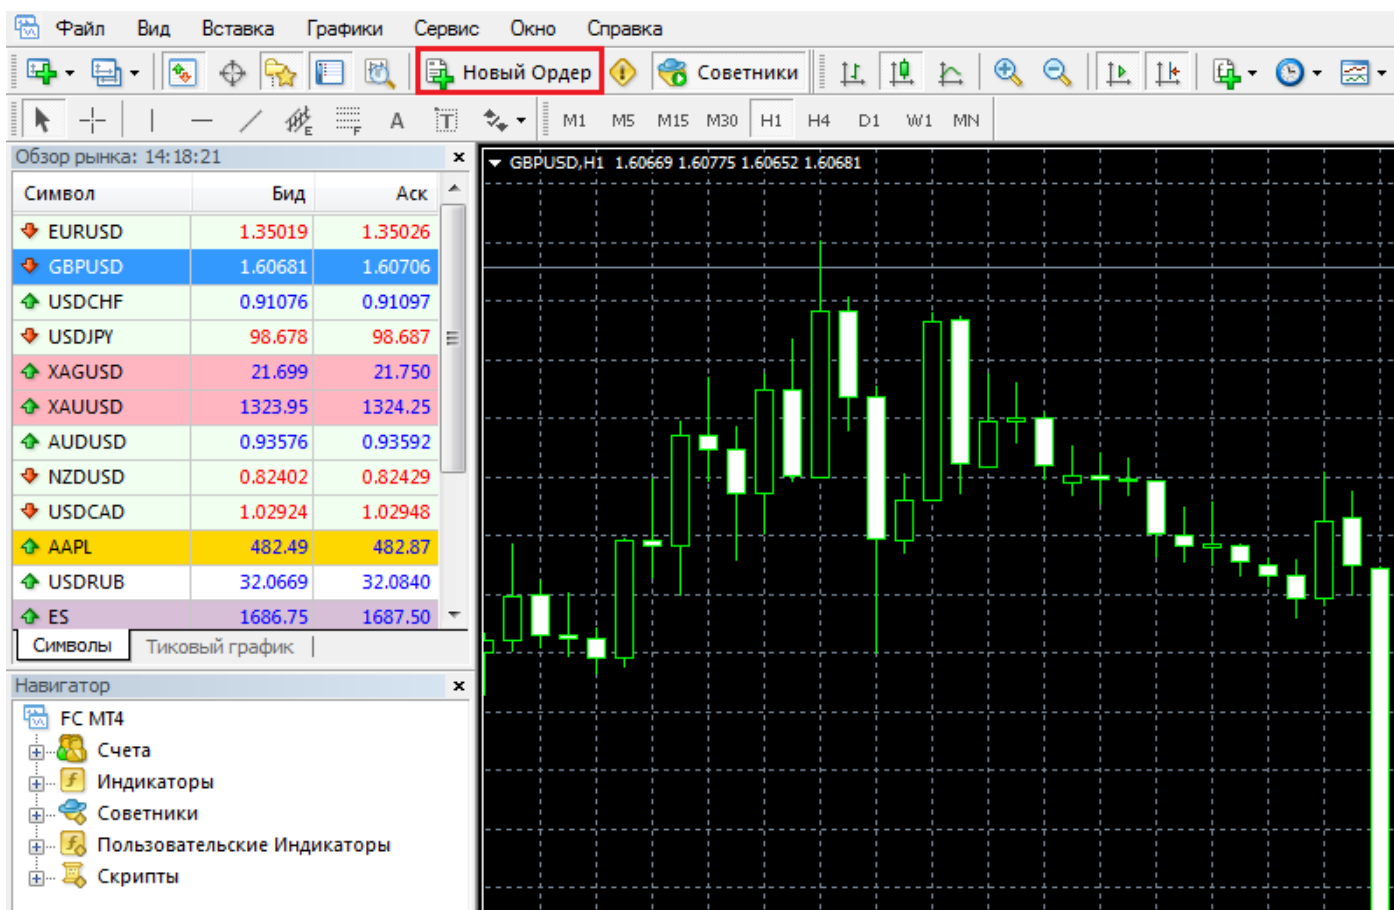 Файл Вид Вставка Графики Сервис Окно Справка
Новый Ордер Советники
E F A T M1 M5 M15 M30 H1 H4 D1 W1 MN
Обзор рынка: 14:18:21
Символ Бид Аск
EURUSD 1.35019 1.35026
GBPUSD 1.60681 1.60706
USDCHF 0.91076 0.91097
USDJPY 98.678 98.687
XAGUSD 21.699 21.750
XAUUSD 1323.95 1324.25
AUDUSD 0.93576 0.93592
NZDUSD 0.82402 0.82429
USDCAD 1.02924 1.02948
AAPL 482.49 482.87
USDRUB 32.0669 32.0840
ES 1686.75 1687.50
Символы Тиковый график
Навигатор
FC MT4
Счета
Индикаторы
Советники
Пользовательские Индикаторы
Скрипты
GBPUSD,H1 1.60669 1.60775 1.60652 1.60681